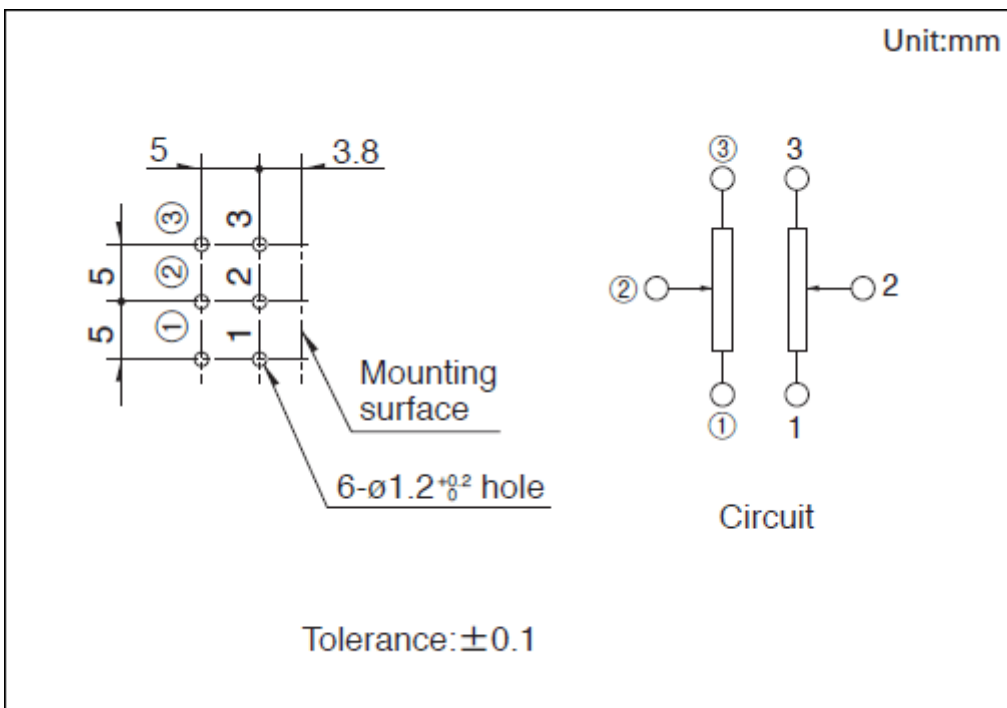 Unit:mm
5 3.8
③ 3
5 ② 2
5 ① 1
Mounting
surface
6-ø1.2 +0.2 0 hole
③ 3
② 2
① 1
Circuit
Tolerance:±0.1